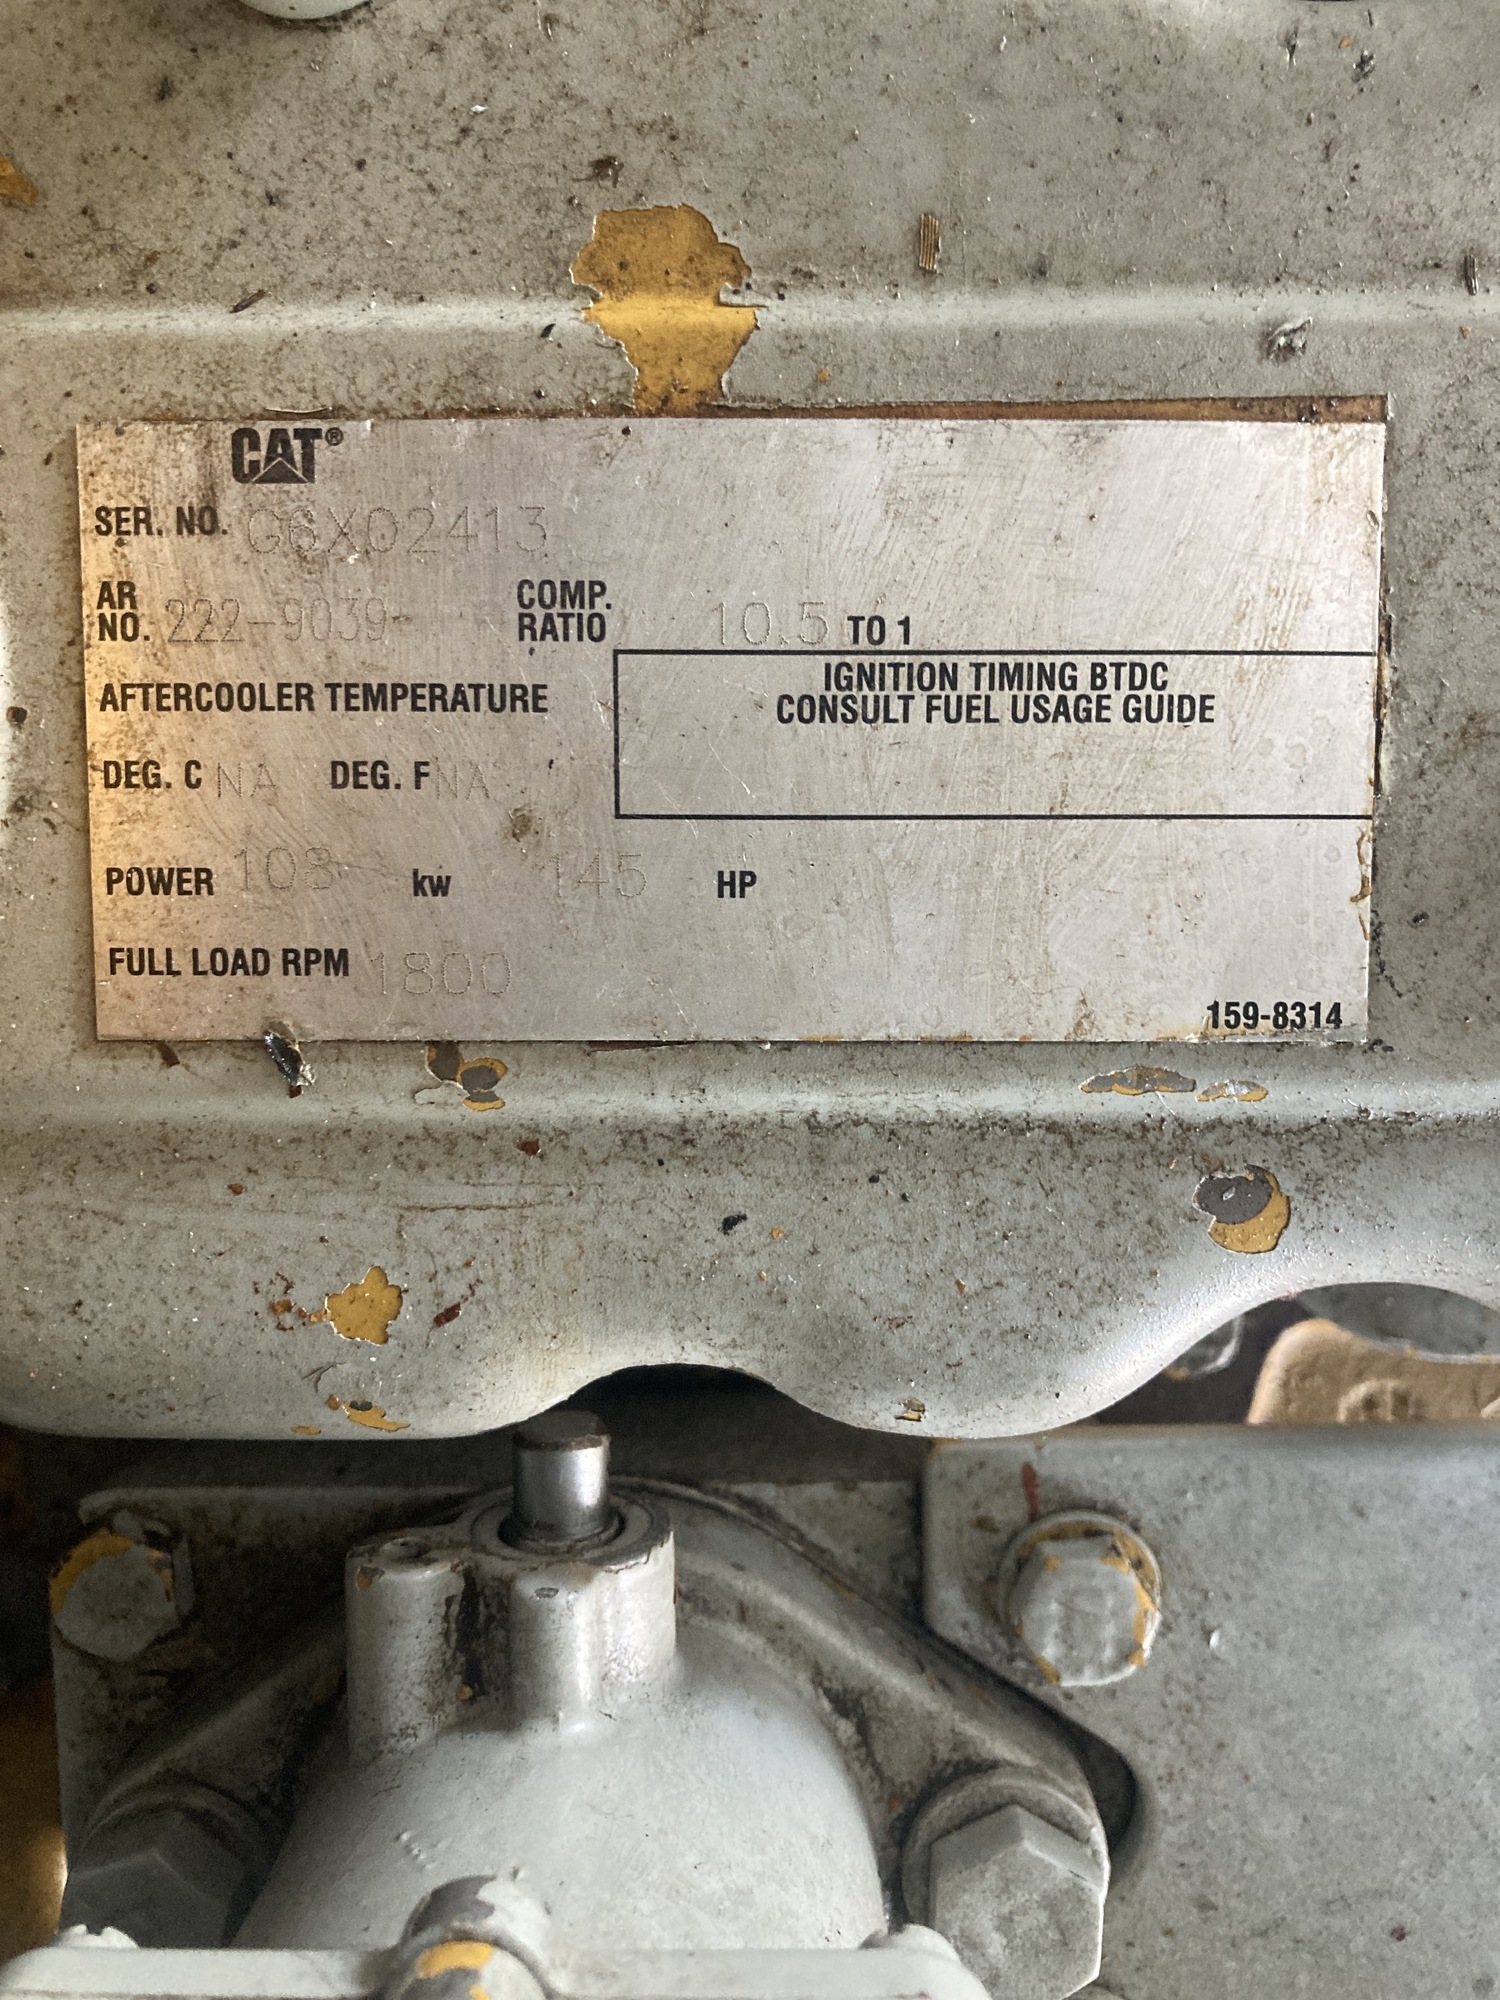 CAT®
SER. NO. G6X02413
AR NO. 222-9039
COMP. RATIO 10.5 TO 1
AFTERCOOLER TEMPERATURE
IGNITION TIMING BTDC
CONSULT FUEL USAGE GUIDE
DEG. C NA DEG. F NA
POWER 108 kw 145 HP
FULL LOAD RPM 1800
159-8314